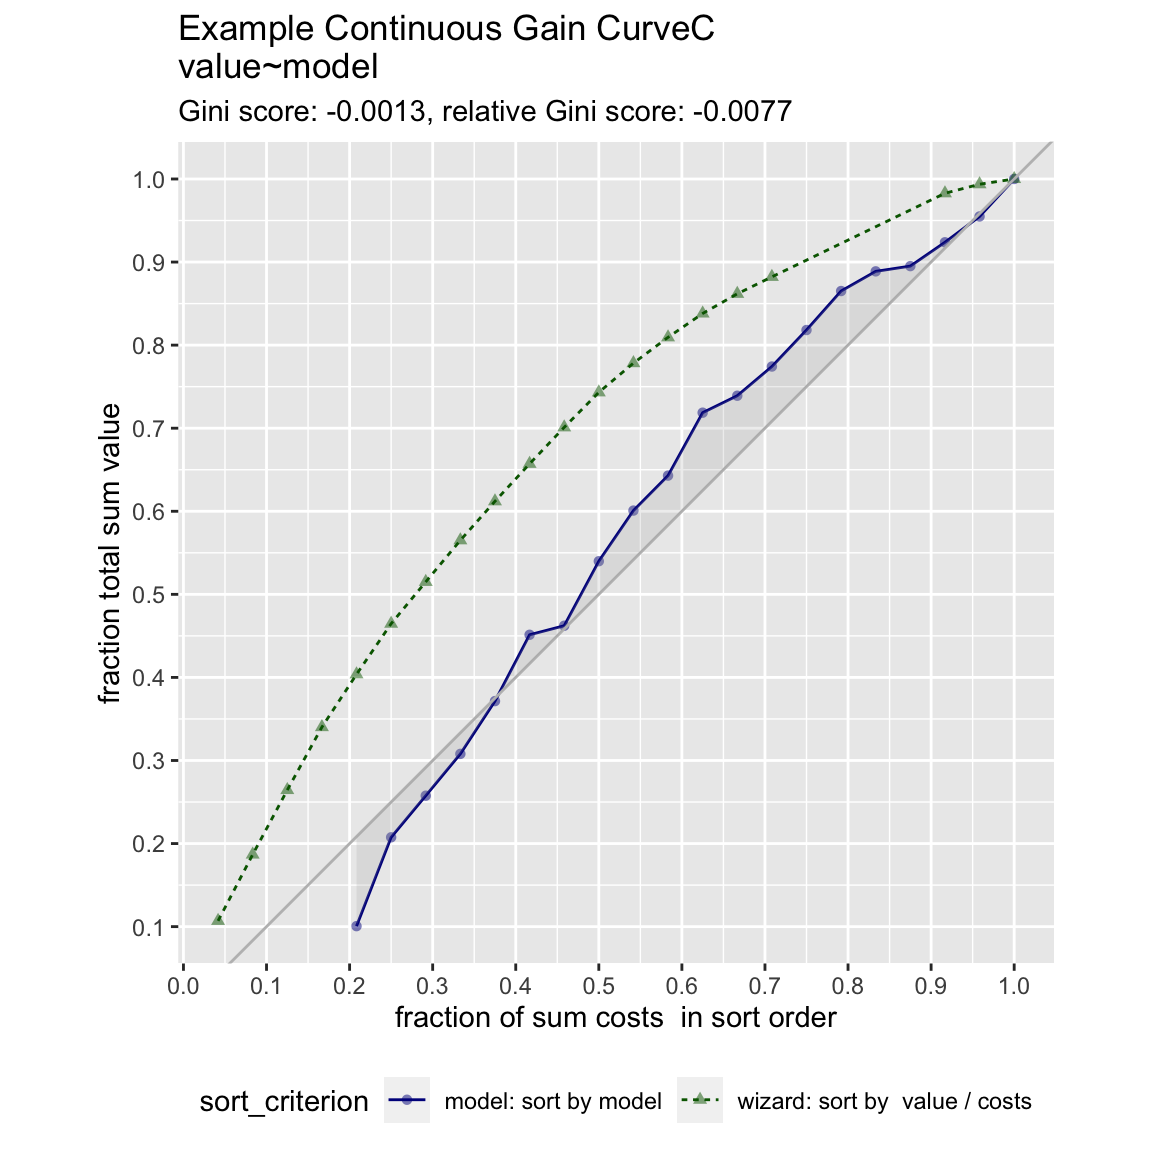 Example Continuous Gain CurveC
value~model
Gini score: -0.0013, relative Gini score: -0.0077
fraction total sum value
1.0
0.9
0.8
0.7
0.6
0.5
0.4
0.3
0.2
0.1
0.0 0.1 0.2 0.3 0.4 0.5 0.6 0.7 0.8 0.9 1.0
fraction of sum costs  in sort order
sort_criterion model: sort by model wizard: sort by  value / costs